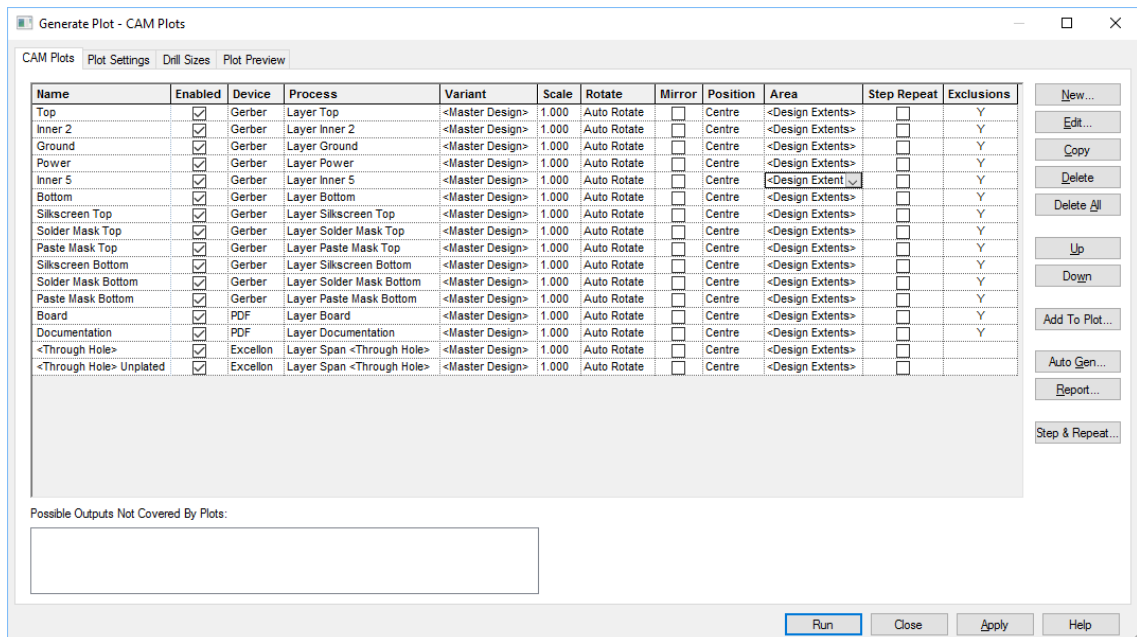 Generate Plot - CAM Plots
CAM Plots Plot Settings Drill Sizes Plot Preview
Name Enabled Device Process Variant Scale Rotate Mirror Position Area Step Repeat Exclusions
Top Gerber Layer Top <Master Design> 1.000 Auto Rotate Centre <Design Extents> Y
Inner 2 Gerber Layer Inner 2 <Master Design> 1.000 Auto Rotate Centre <Design Extents> Y
Ground Gerber Layer Ground <Master Design> 1.000 Auto Rotate Centre <Design Extents> Y
Power Gerber Layer Power <Master Design> 1.000 Auto Rotate Centre <Design Extents> Y
Inner 5 Gerber Layer Inner 5 <Master Design> 1.000 Auto Rotate Centre <Design Extent Y
Bottom Gerber Layer Bottom <Master Design> 1.000 Auto Rotate Centre <Design Extents> Y
Silkscreen Top Gerber Layer Silkscreen Top <Master Design> 1.000 Auto Rotate Centre <Design Extents> Y
Solder Mask Top Gerber Layer Solder Mask Top <Master Design> 1.000 Auto Rotate Centre <Design Extents> Y
Paste Mask Top Gerber Layer Paste Mask Top <Master Design> 1.000 Auto Rotate Centre <Design Extents> Y
Silkscreen Bottom Gerber Layer Silkscreen Bottom <Master Design> 1.000 Auto Rotate Centre <Design Extents> Y
Solder Mask Bottom Gerber Layer Solder Mask Bottom <Master Design> 1.000 Auto Rotate Centre <Design Extents> Y
Paste Mask Bottom Gerber Layer Paste Mask Bottom <Master Design> 1.000 Auto Rotate Centre <Design Extents> Y
Board PDF Layer Board <Master Design> 1.000 Auto Rotate Centre <Design Extents> Y
Documentation PDF Layer Documentation <Master Design> 1.000 Auto Rotate Centre <Design Extents> Y
<Through Hole> Excellon Layer Span <Through Hole> <Master Design> 1.000 Auto Rotate Centre <Design Extents>
<Through Hole> Unplated Excellon Layer Span <Through Hole> <Master Design> 1.000 Auto Rotate Centre <Design Extents>
New...
Edit...
Copy
Delete
Delete All
Up
Down
Add To Plot...
Auto Gen...
Report...
Step & Repeat...
Possible Outputs Not Covered By Plots:
Run Close Apply Help